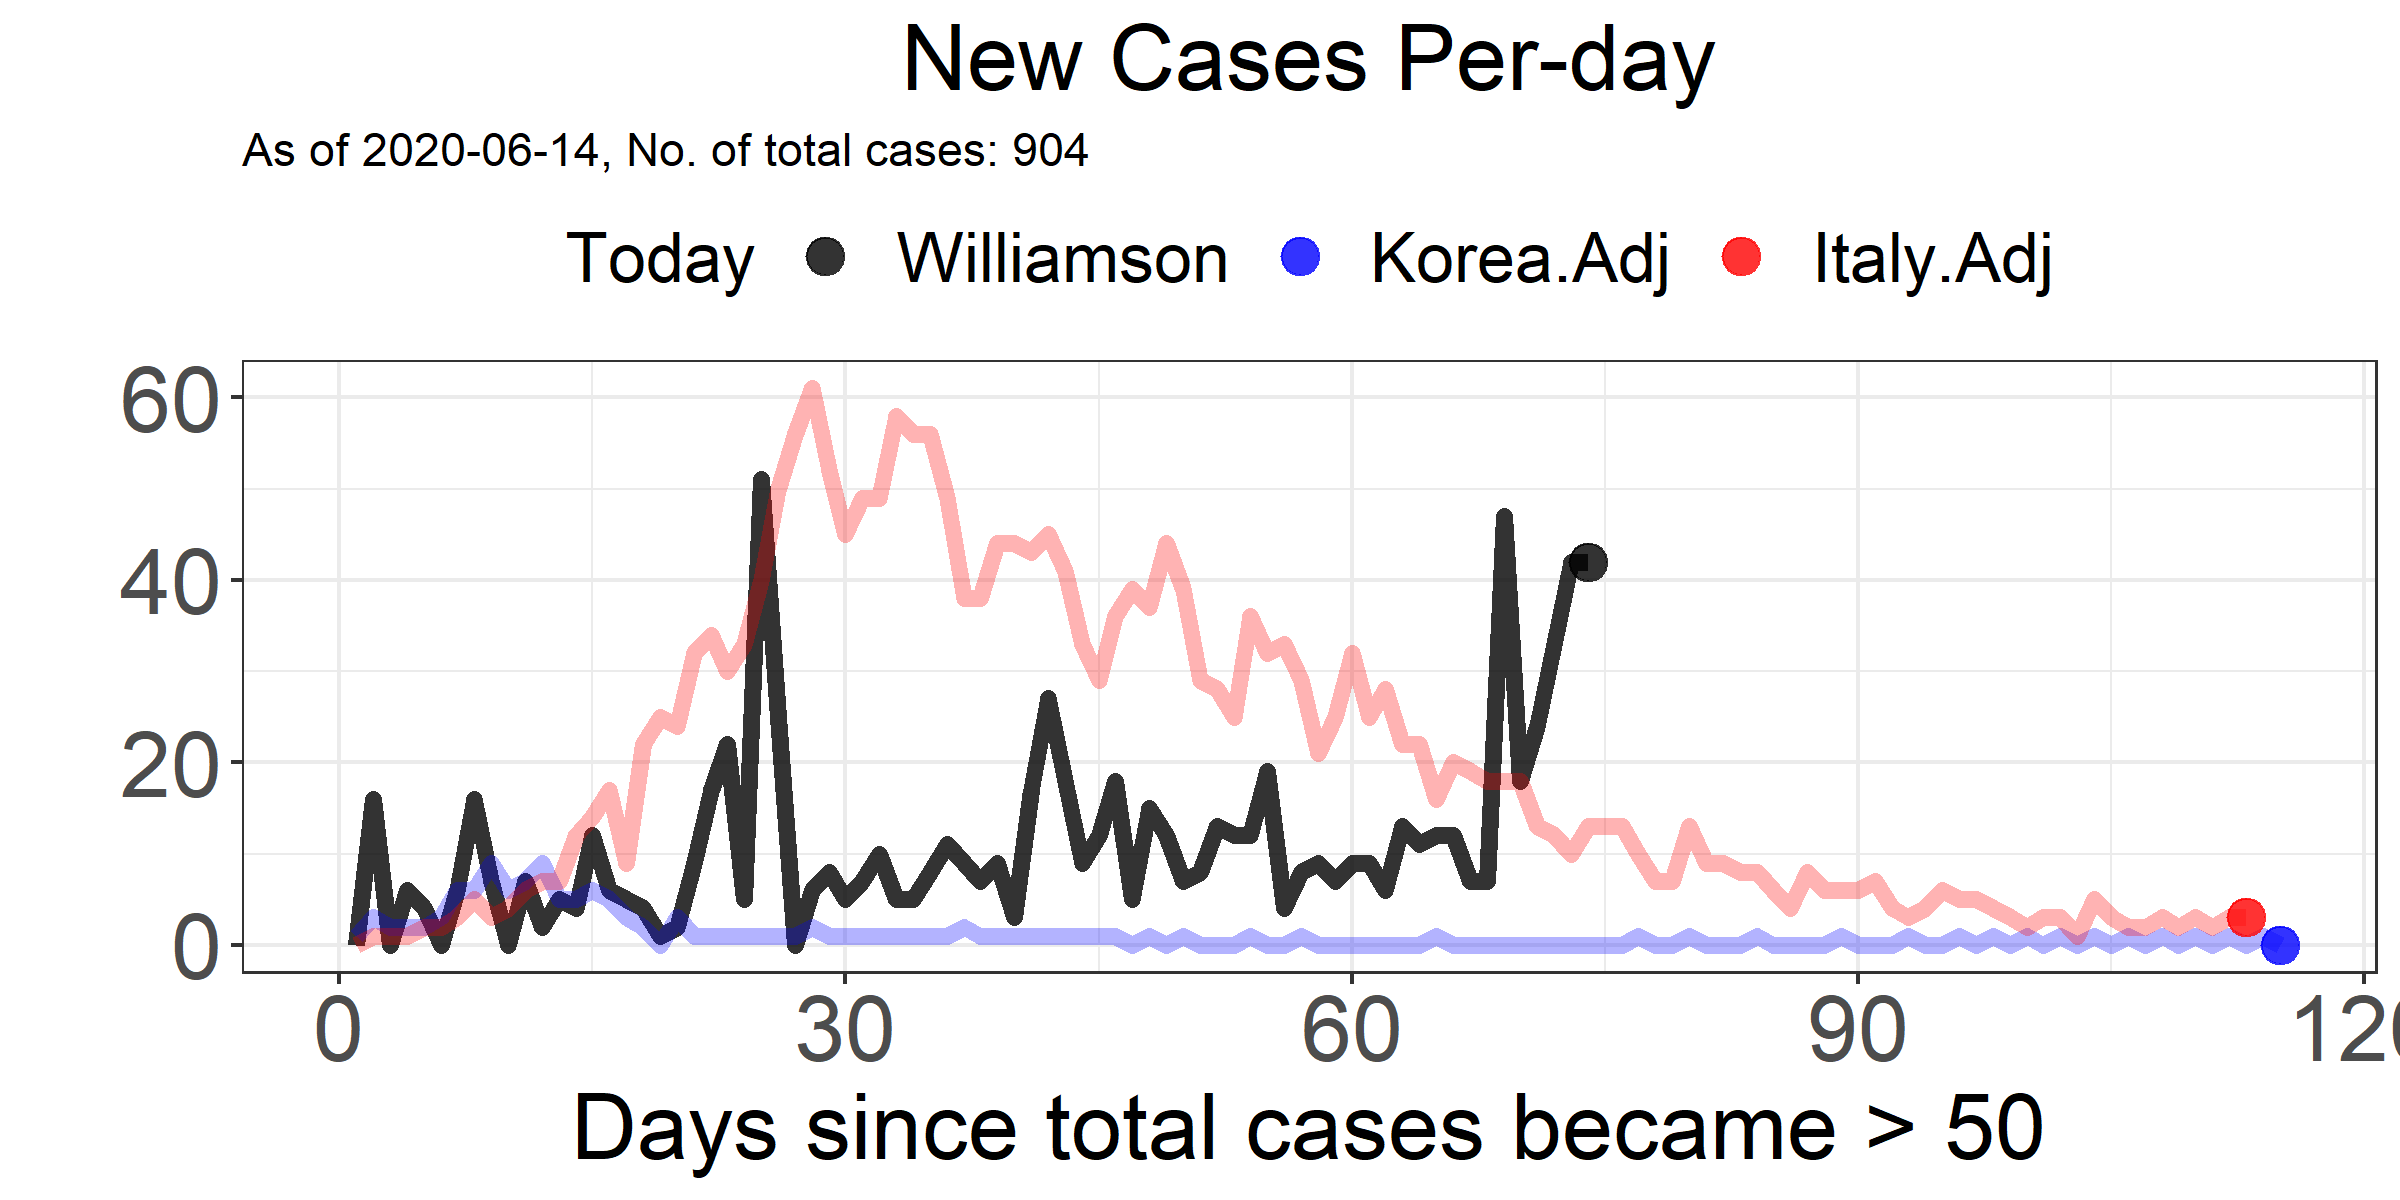 New Cases Per-day
As of 2020-06-14, No. of total cases: 904
Today Williamson Korea.Adj Italy.Adj
60
40
20
0
0 30 60 90 120
Days since total cases became > 50